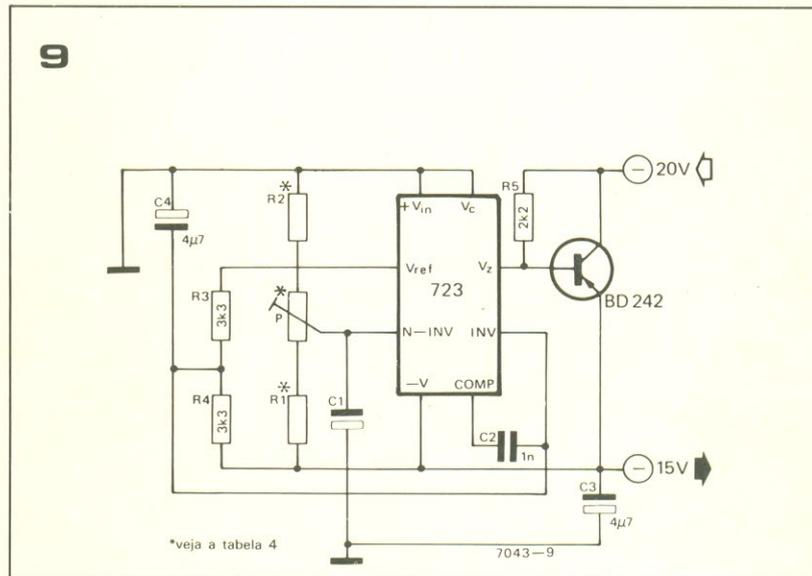 9
− 20V
R5
2k2
R2
*
+Vin
Vc
C4
4µ7
Vref
Vz
723
R3
3k3
*
P
BD 242
N−INV
INV
−V
COMP
R4
3k3
*
R1
C1
C2
1n
− 15V
C3
4µ7
*veja a tabela 4
7043−9